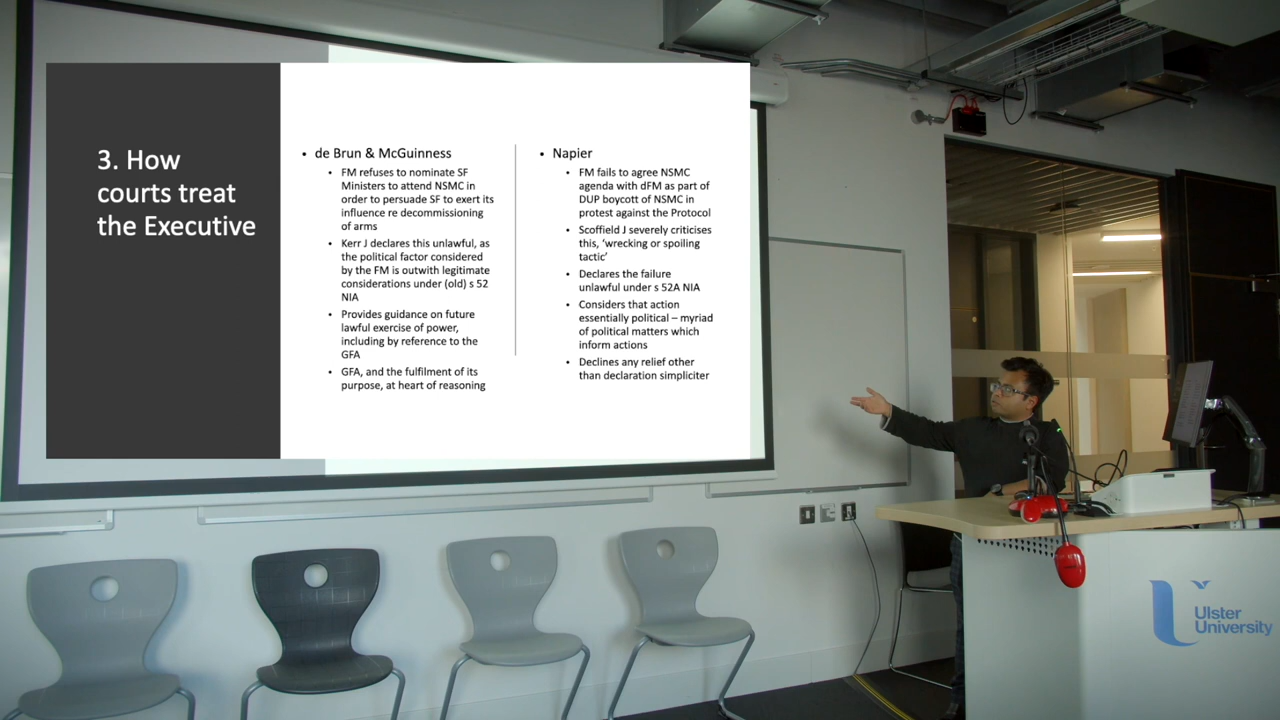 3. How
courts treat
the Executive
• de Brun & McGuinness
• FM refuses to nominate SF
Ministers to attend NSMC in
order to persuade SF to exert its
influence re decommissioning
of arms
• Kerr J declares this unlawful, as
the political factor considered
by the FM is outwith legitimate
considerations under (old) s 52
NIA
• Provides guidance on future
lawful exercise of power,
including by reference to the
GFA
• GFA, and the fulfilment of its
purpose, at heart of reasoning
• Napier
• FM fails to agree NSMC
agenda with dFM as part of
DUP boycott of NSMC in
protest against the Protocol
• Scoffield J severely criticises
this, ‘wrecking or spoiling
tactic’
• Declares the failure
unlawful under s 52A NIA
• Considers that action
essentially political – myriad
of political matters which
inform actions
• Declines any relief other
than declaration simpliciter
Ulster
University